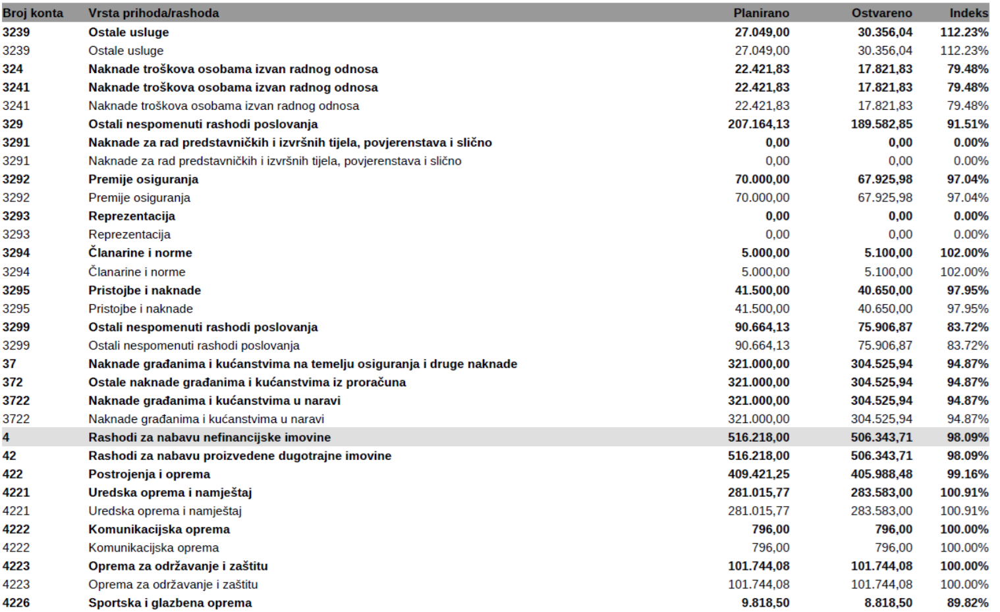 Broj konta Vrsta prihoda/rashoda Planirano Ostvareno Indeks
3239 Ostale usluge 27.049,00 30.356,04 112.23%
3239 Ostale usluge 27.049,00 30.356,04 112.23%
324 Naknade troškova osobama izvan radnog odnosa 22.421,83 17.821,83 79.48%
3241 Naknade troškova osobama izvan radnog odnosa 22.421,83 17.821,83 79.48%
3241 Naknade troškova osobama izvan radnog odnosa 22.421,83 17.821,83 79.48%
329 Ostali nespomenuti rashodi poslovanja 207.164,13 189.582,85 91.51%
3291 Naknade za rad predstavničkih i izvršnih tijela, povjerenstava i slično 0,00 0,00 0.00%
3291 Naknade za rad predstavničkih i izvršnih tijela, povjerenstava i slično 0,00 0,00 0.00%
3292 Premije osiguranja 70.000,00 67.925,98 97.04%
3292 Premije osiguranja 70.000,00 67.925,98 97.04%
3293 Reprezentacija 0,00 0,00 0.00%
3293 Reprezentacija 0,00 0,00 0.00%
3294 Članarine i norme 5.000,00 5.100,00 102.00%
3294 Članarine i norme 5.000,00 5.100,00 102.00%
3295 Pristojbe i naknade 41.500,00 40.650,00 97.95%
3295 Pristojbe i naknade 41.500,00 40.650,00 97.95%
3299 Ostali nespomenuti rashodi poslovanja 90.664,13 75.906,87 83.72%
3299 Ostali nespomenuti rashodi poslovanja 90.664,13 75.906,87 83.72%
37 Naknade građanima i kućanstvima na temelju osiguranja i druge naknade 321.000,00 304.525,94 94.87%
372 Ostale naknade građanima i kućanstvima iz proračuna 321.000,00 304.525,94 94.87%
3722 Naknade građanima i kućanstvima u naravi 321.000,00 304.525,94 94.87%
3722 Naknade građanima i kućanstvima u naravi 321.000,00 304.525,94 94.87%
4 Rashodi za nabavu nefinancijske imovine 516.218,00 506.343,71 98.09%
42 Rashodi za nabavu proizvedene dugotrajne imovine 516.218,00 506.343,71 98.09%
422 Postrojenja i oprema 409.421,25 405.988,48 99.16%
4221 Uredska oprema i namještaj 281.015,77 283.583,00 100.91%
4221 Uredska oprema i namještaj 281.015,77 283.583,00 100.91%
4222 Komunikacijska oprema 796,00 796,00 100.00%
4222 Komunikacijska oprema 796,00 796,00 100.00%
4223 Oprema za održavanje i zaštitu 101.744,08 101.744,08 100.00%
4223 Oprema za održavanje i zaštitu 101.744,08 101.744,08 100.00%
4226 Sportska i glazbena oprema 9.818,50 8.818,50 89.82%